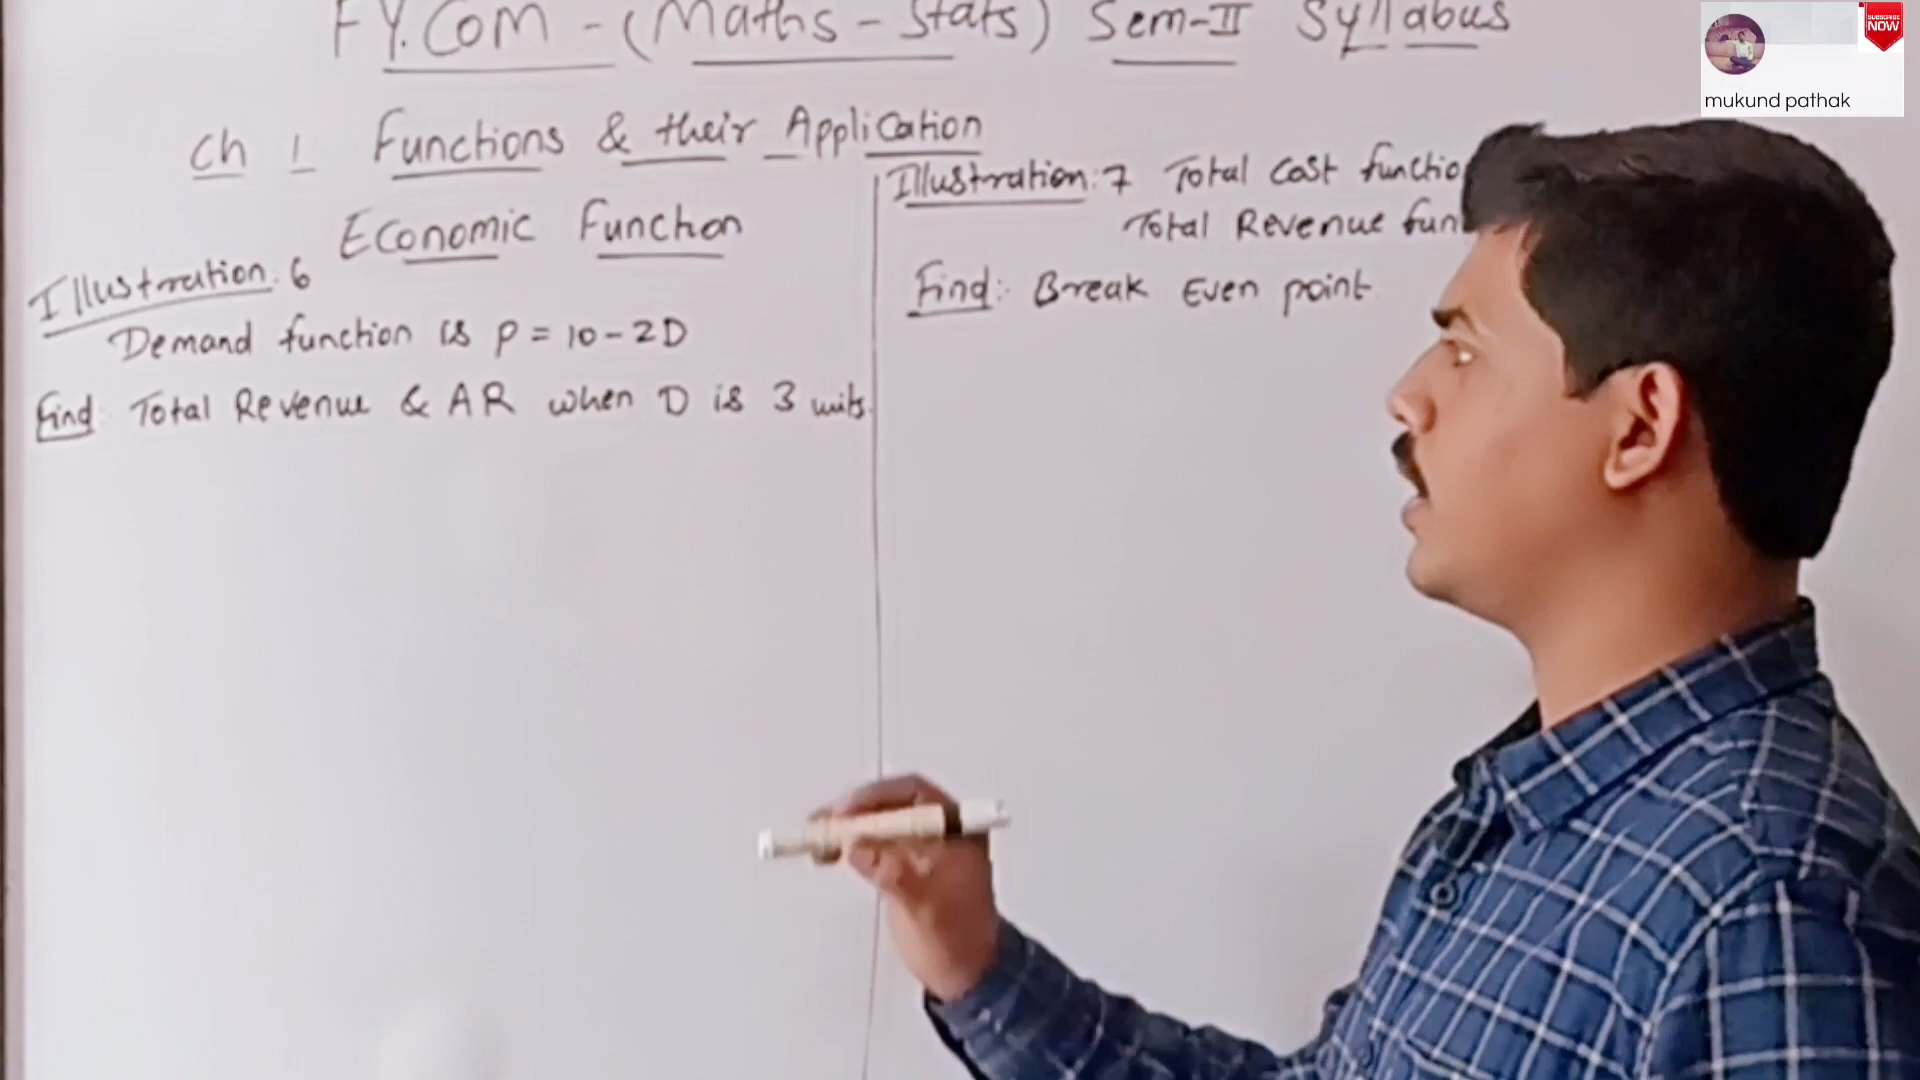 F.Y.Com - (Maths - Stats) Sem-II Syllabus
Ch 1 Functions & their Application
Economic Function
Illustration: 6
Demand function is P = 10 - 2D
Find: Total Revenue & AR when D is 3 units.
Illustration: 7 Total Cost functio
Total Revenue fun
Find:- Break Even point
SUBSCRIBE
NOW
mukund pathak